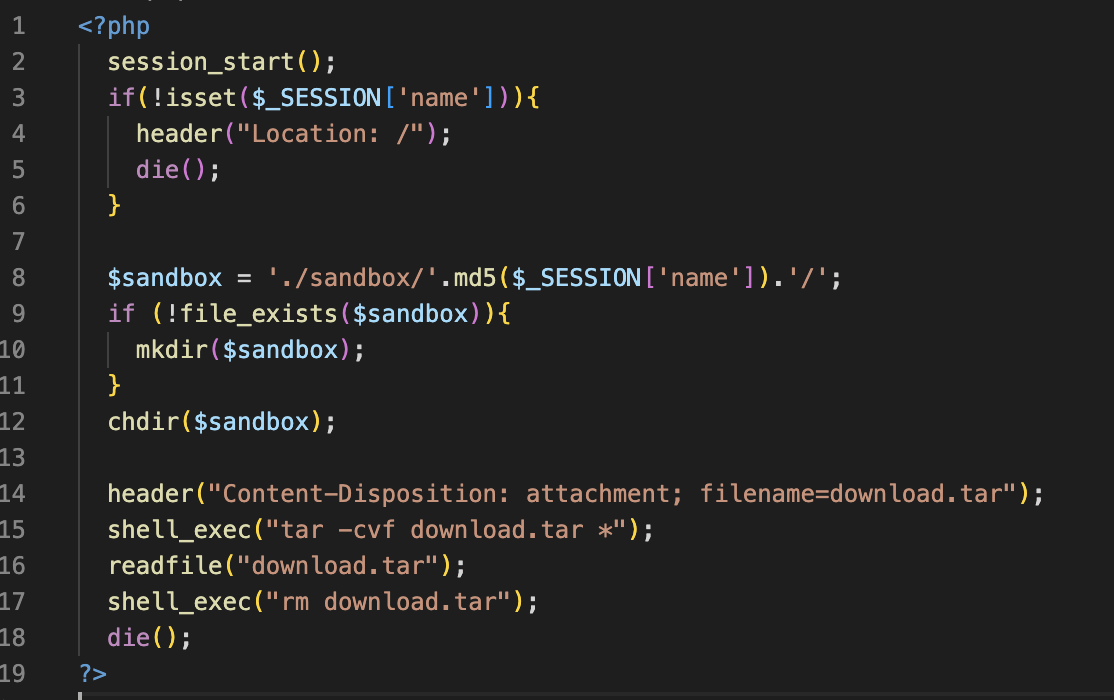 1 <?php
2 session_start();
3 if(!isset($_SESSION['name'])){
4 header("Location: /");
5 die();
6 }
7
8 $sandbox = './sandbox/'.md5($_SESSION['name']).'/';
9 if (!file_exists($sandbox)){
10 mkdir($sandbox);
11 }
12 chdir($sandbox);
13
14 header("Content-Disposition: attachment; filename=download.tar");
15 shell_exec("tar -cvf download.tar *");
16 readfile("download.tar");
17 shell_exec("rm download.tar");
18 die();
19 ?>